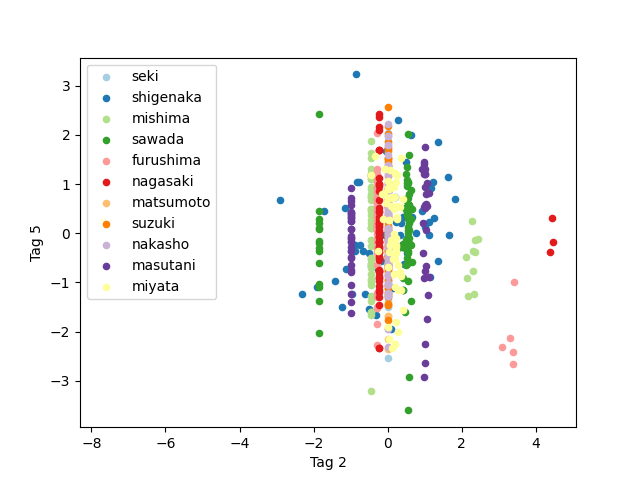 3
2
1
0
−1
−2
−3
Tag 5
seki
shigenaka
mishima
sawada
furushima
nagasaki
matsumoto
suzuki
nakasho
masutani
miyata
−8 −6 −4 −2 0 2 4
Tag 2